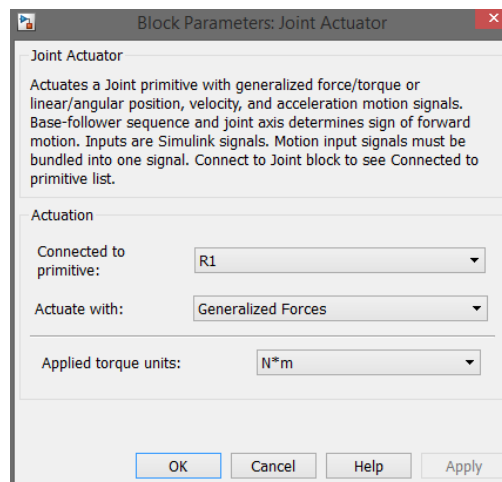 Block Parameters: Joint Actuator
Joint Actuator
Actuates a Joint primitive with generalized force/torque or
linear/angular position, velocity, and acceleration motion signals.
Base-follower sequence and joint axis determines sign of forward
motion. Inputs are Simulink signals. Motion input signals must be
bundled into one signal. Connect to Joint block to see Connected to
primitive list.
Actuation
Connected to
primitive:
R1
Actuate with:
Generalized Forces
Applied torque units:
N*m
OK Cancel Help Apply